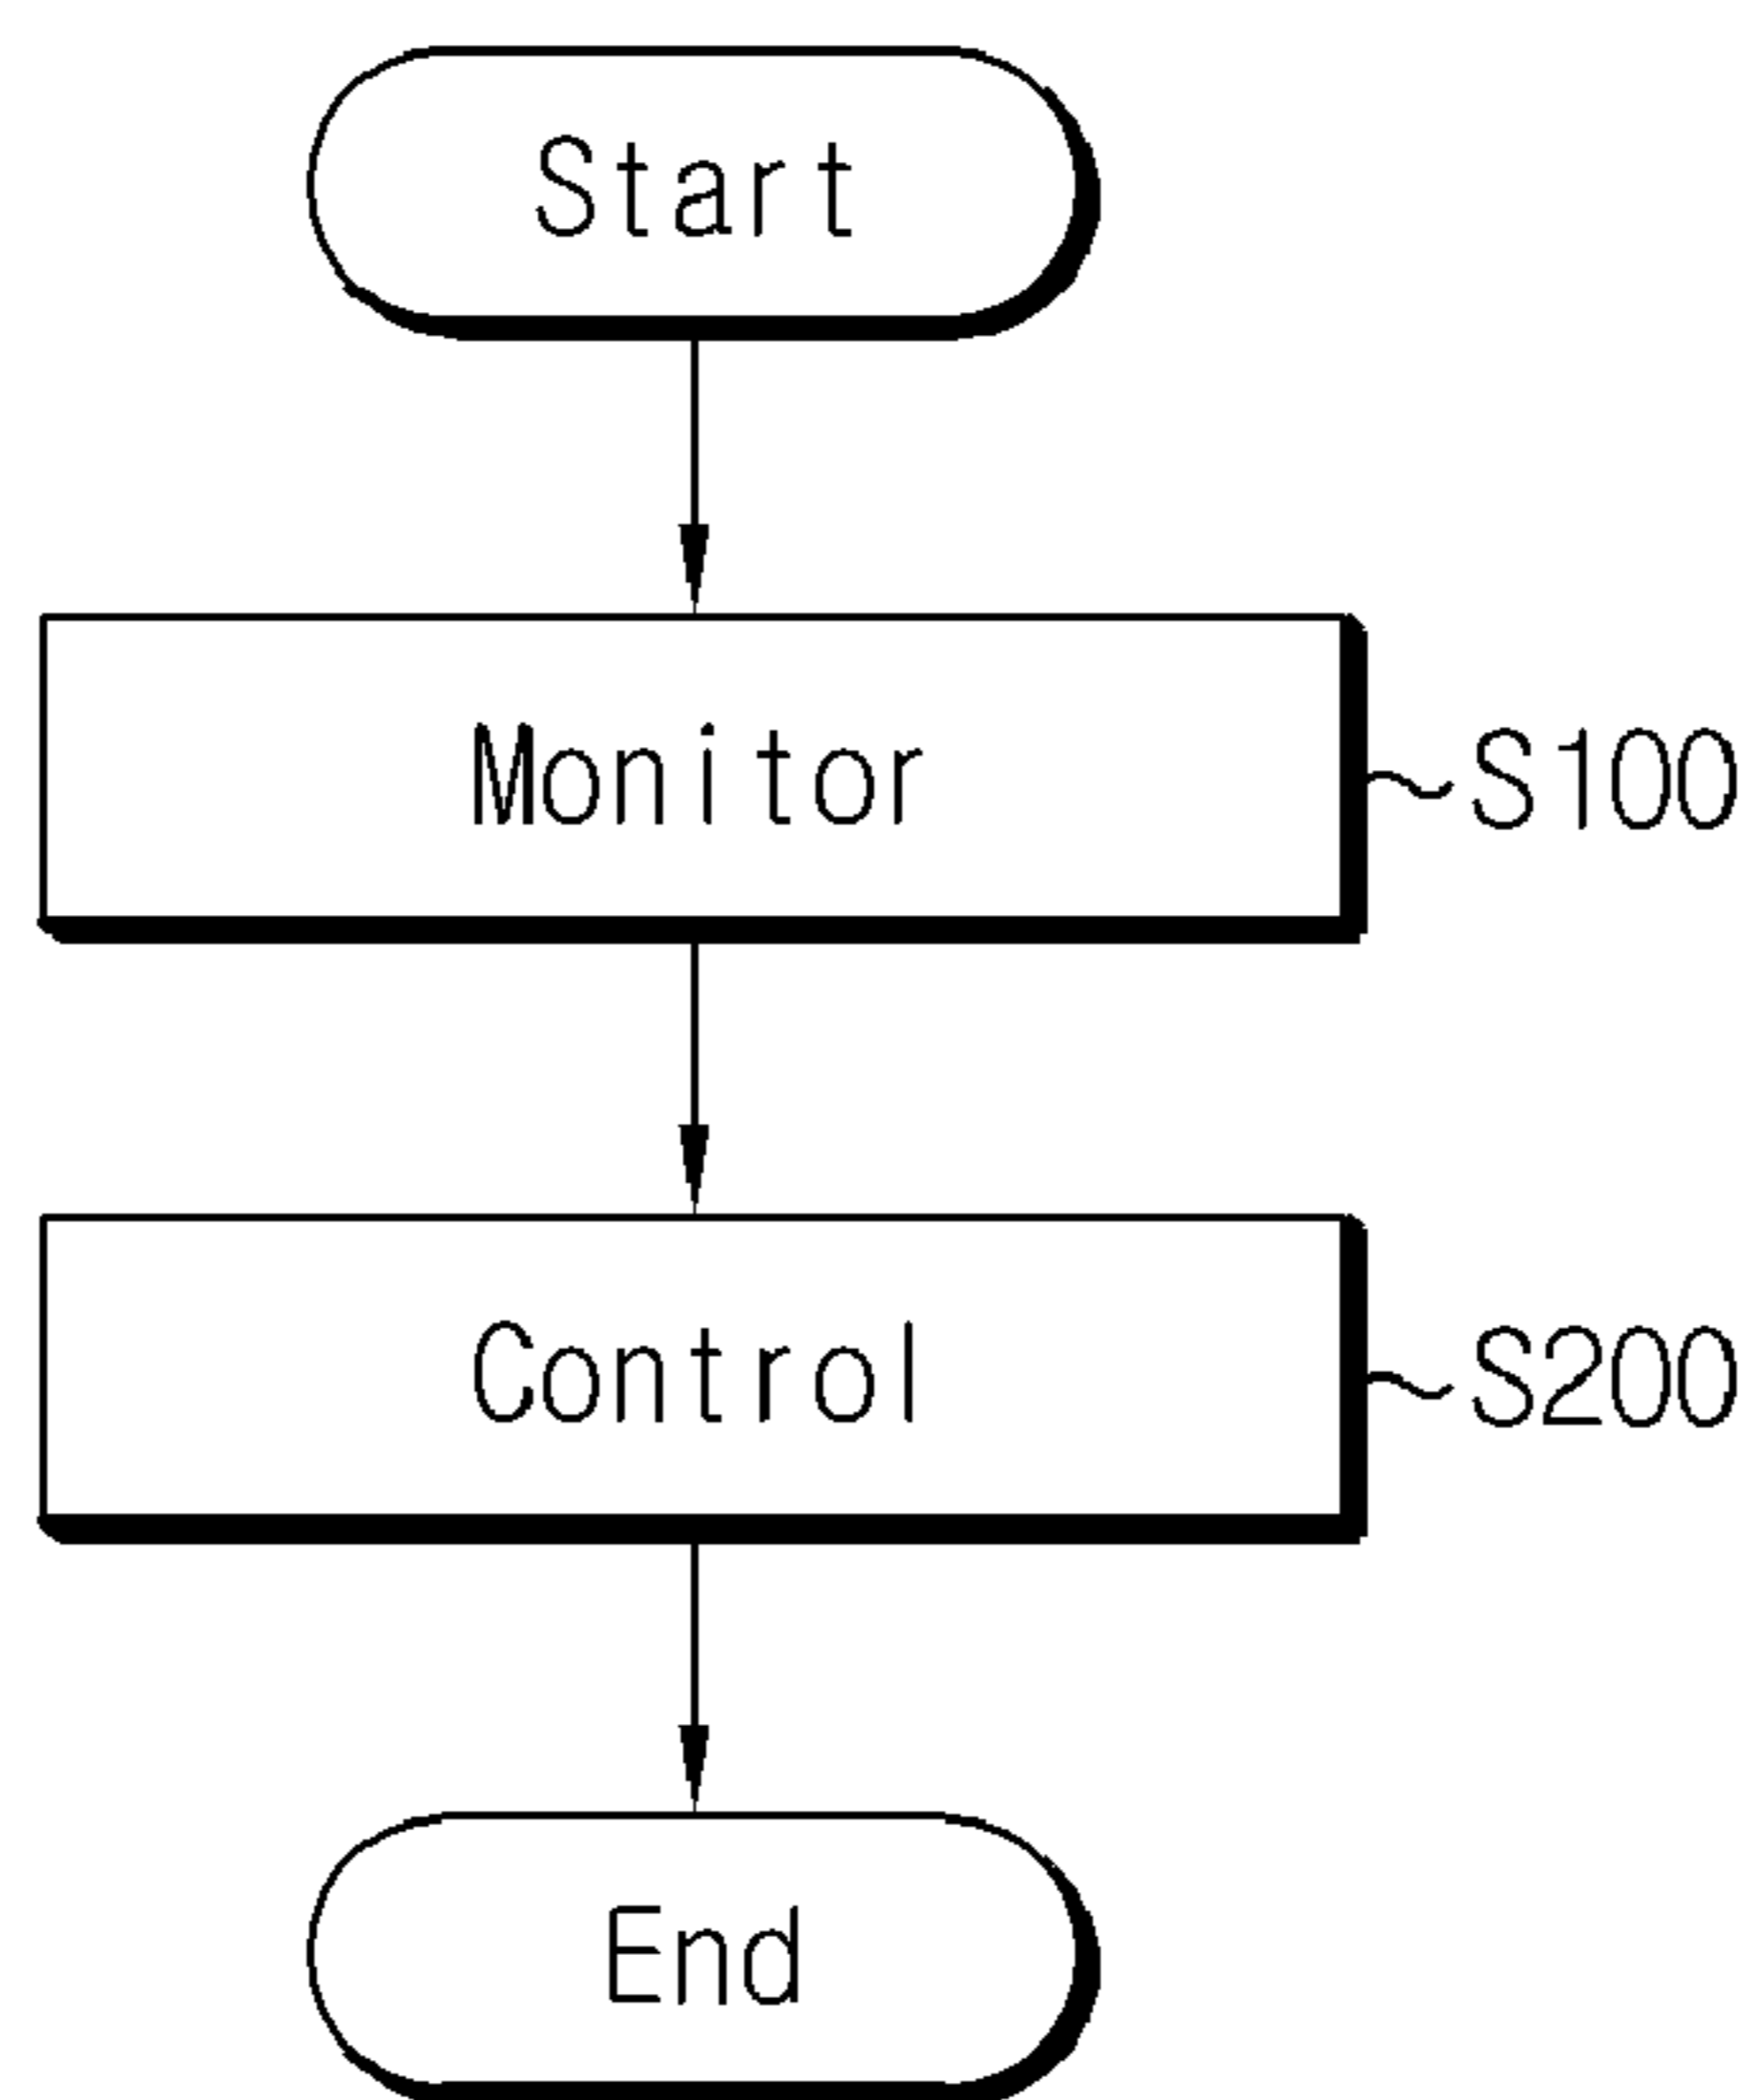 Start
Monitor
S100
Control
S200
End